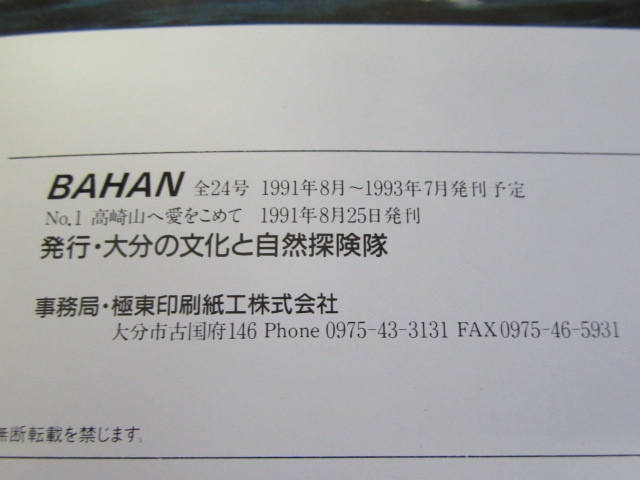 BAHAN 全24号 1991年8月～1993年7月発刊予定
No.1 高崎山へ愛をこめて 1991年8月25日発刊
発行・大分の文化と自然探険隊
事務局・極東印刷紙工株式会社
大分市古国府146 Phone 0975-43-3131 FAX0975-46-5931
無断転載を禁じます。